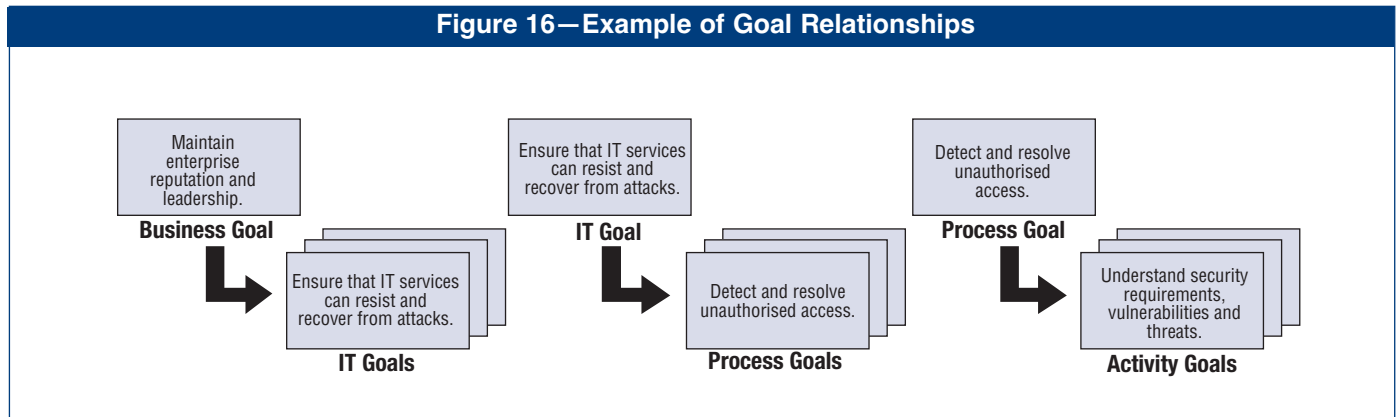 Figure 16—Example of Goal Relationships
Maintain
enterprise
reputation and
leadership.
Business Goal
Ensure that IT services
can resist and
recover from attacks.
IT Goals
Ensure that IT services
can resist and
recover from attacks.
IT Goal
Detect and resolve
unauthorised access.
Process Goals
Detect and resolve
unauthorised
access.
Process Goal
Understand security
requirements,
vulnerabilities and
threats.
Activity Goals